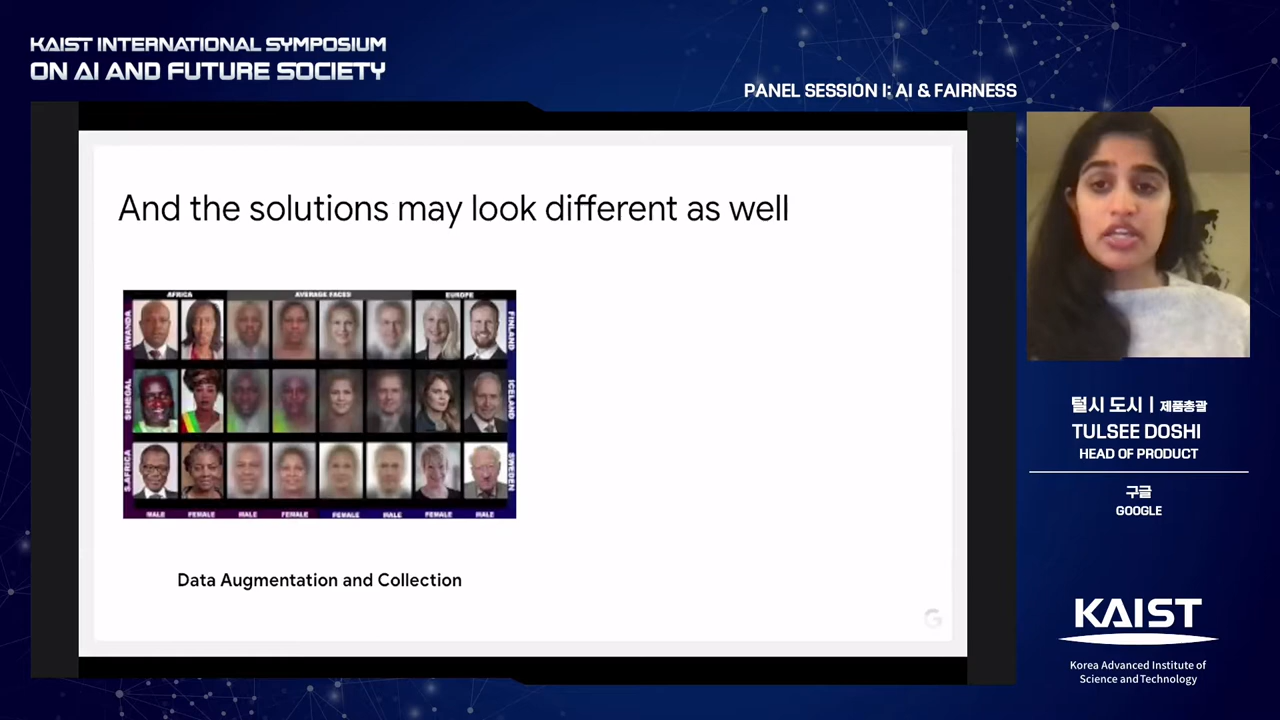 KAIST INTERNATIONAL SYMPOSIUM
ON AI AND FUTURE SOCIETY
PANEL SESSION I: AI & FAIRNESS
And the solutions may look different as well
AFRICA AVERAGE FACES EUROPE
RWANDA FINLAND
SENEGAL ICELAND
S.AFRICA SWEDEN
MALE FEMALE MALE FEMALE FEMALE MALE FEMALE MALE
Data Augmentation and Collection
G
털시 도시 | 제품총괄
TULSEE DOSHI
HEAD OF PRODUCT
구글
GOOGLE
KAIST
Korea Advanced Institute of
Science and Technology